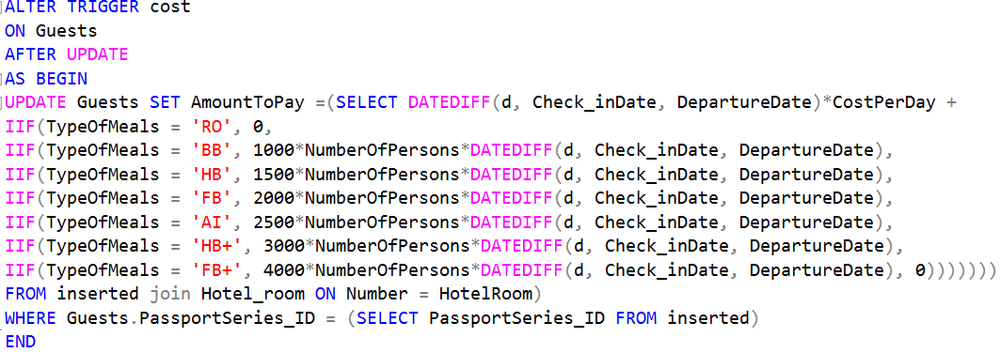 ALTER TRIGGER cost
ON Guests
AFTER UPDATE
AS BEGIN
UPDATE Guests SET AmountToPay =(SELECT DATEDIFF(d, Check_inDate, DepartureDate)*CostPerDay +
IIF(TypeOfMeals = 'RO', 0,
IIF(TypeOfMeals = 'BB', 1000*NumberOfPersons*DATEDIFF(d, Check_inDate, DepartureDate),
IIF(TypeOfMeals = 'HB', 1500*NumberOfPersons*DATEDIFF(d, Check_inDate, DepartureDate),
IIF(TypeOfMeals = 'FB', 2000*NumberOfPersons*DATEDIFF(d, Check_inDate, DepartureDate),
IIF(TypeOfMeals = 'AI', 2500*NumberOfPersons*DATEDIFF(d, Check_inDate, DepartureDate),
IIF(TypeOfMeals = 'HB+', 3000*NumberOfPersons*DATEDIFF(d, Check_inDate, DepartureDate),
IIF(TypeOfMeals = 'FB+', 4000*NumberOfPersons*DATEDIFF(d, Check_inDate, DepartureDate), 0)))))))
FROM inserted join Hotel_room ON Number = HotelRoom)
WHERE Guests.PassportSeries_ID = (SELECT PassportSeries_ID FROM inserted)
END